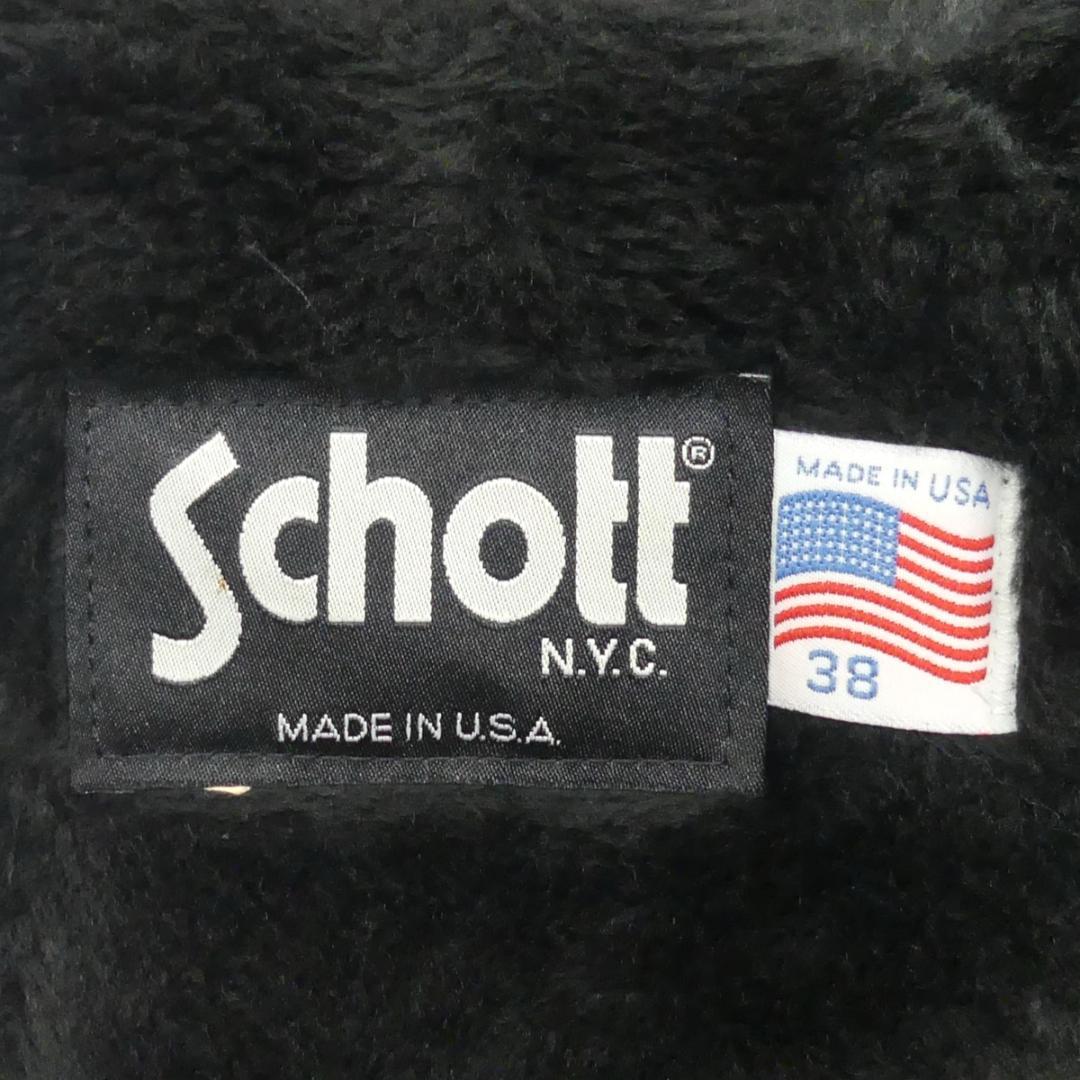 Schott®
N.Y.C.
MADE IN U.S.A.
MADE IN USA
38